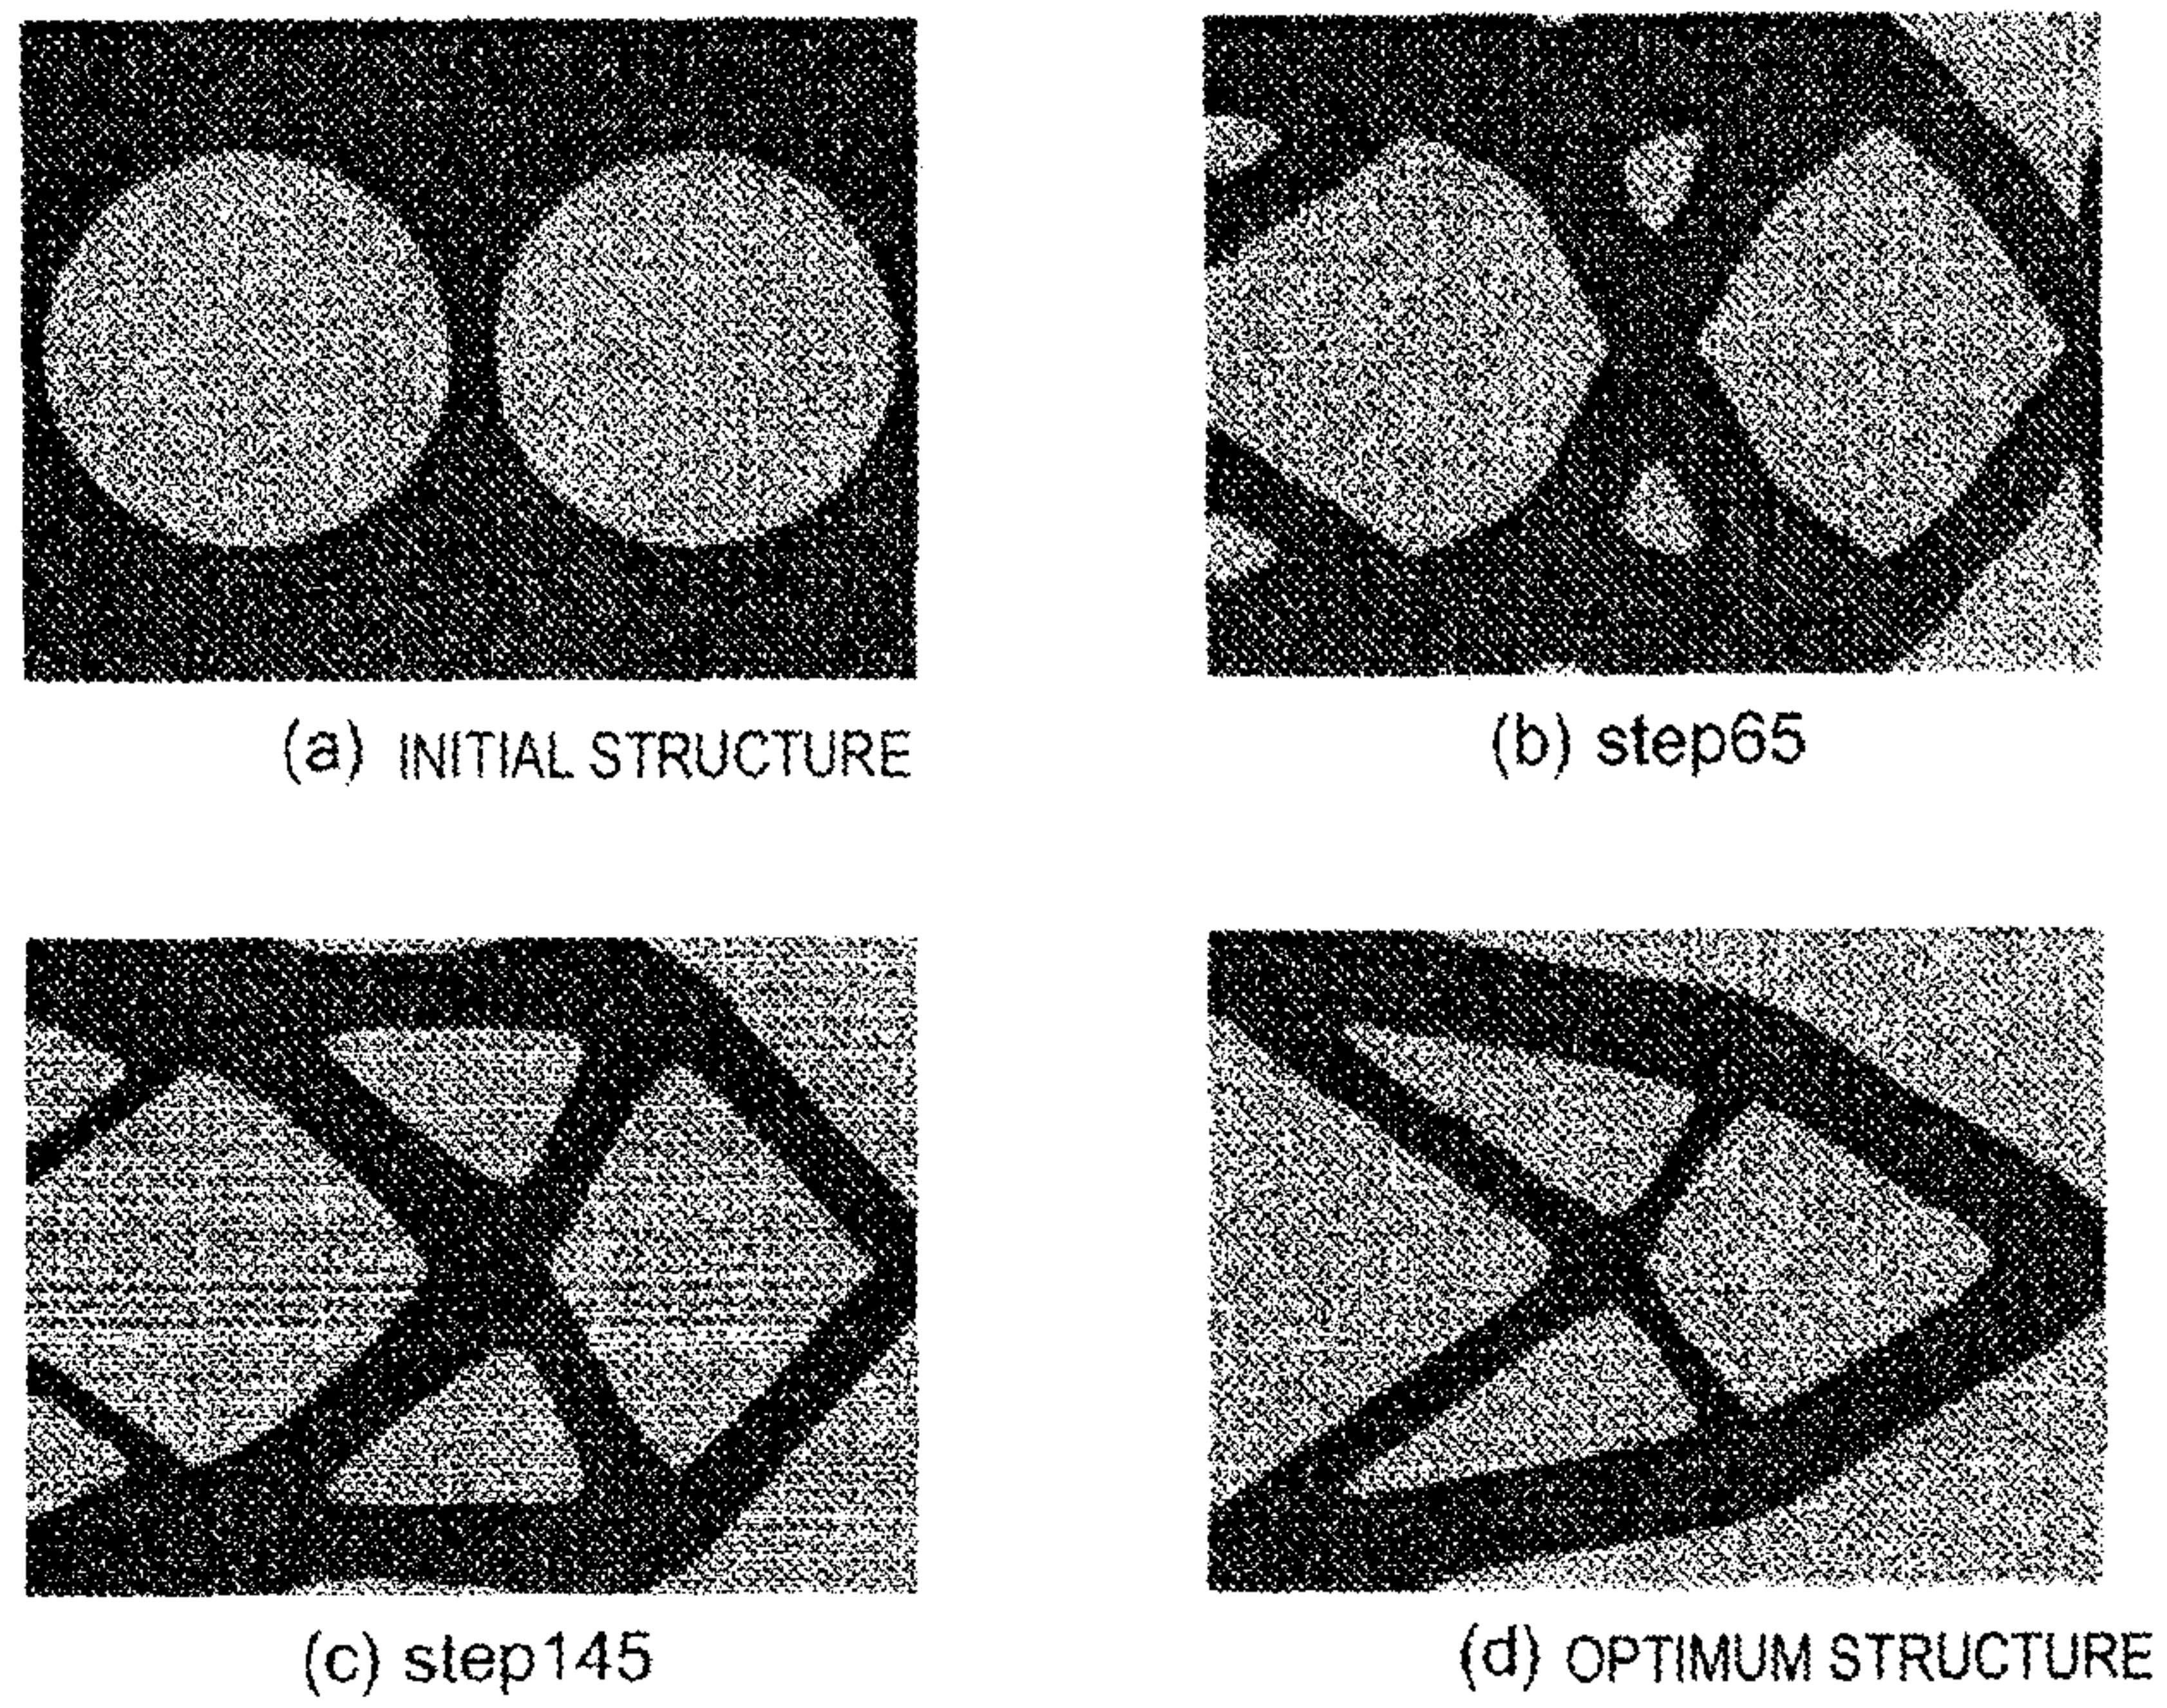 (a) INITIAL STRUCTURE
(b) step65
(c) step145
(d) OPTIMUM STRUCTURE